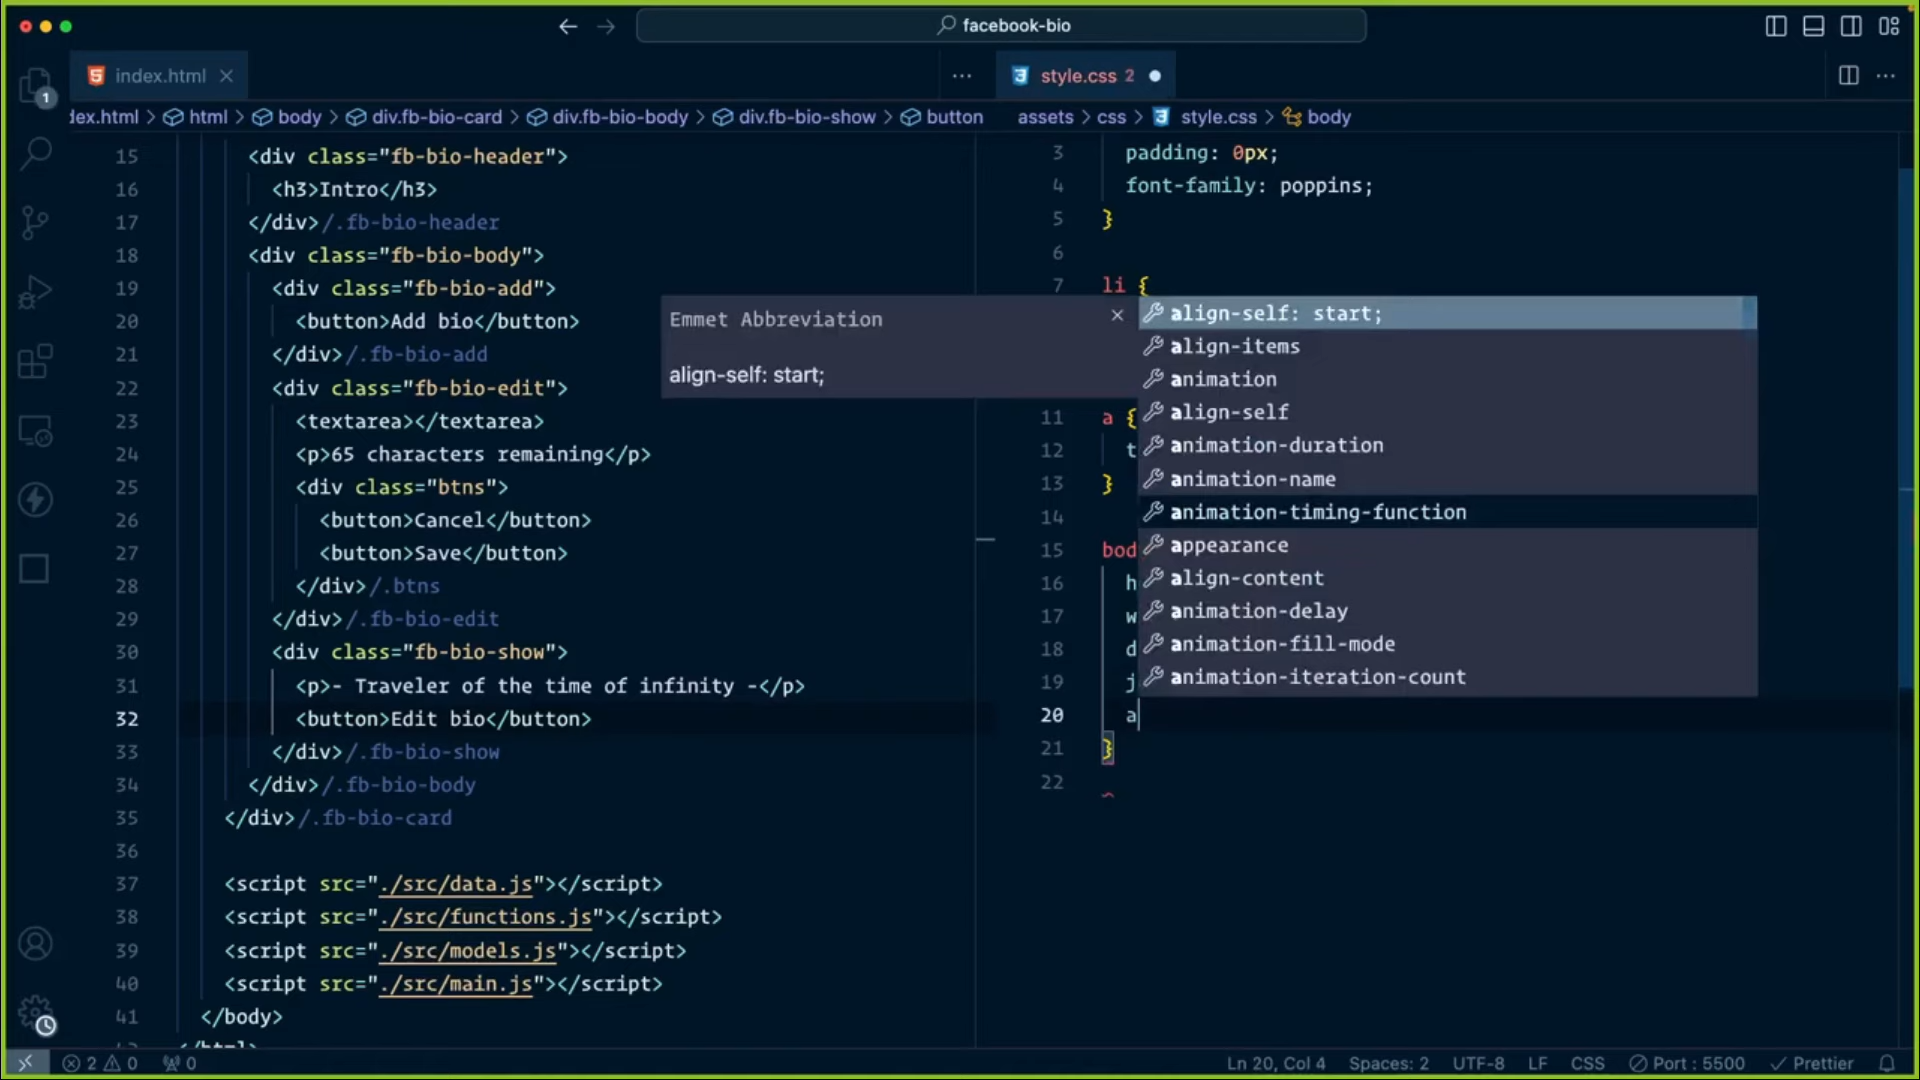 facebook-bio
index.html
style.css 2
dex.html > html > body > div.fb-bio-card > div.fb-bio-body > div.fb-bio-show > button
assets > css > style.css > body
1
15 <div class="fb-bio-header">
16 <h3>Intro</h3>
17 </div>/.fb-bio-header
18 <div class="fb-bio-body">
19 <div class="fb-bio-add">
20 <button>Add bio</button>
21 </div>/.fb-bio-add
22 <div class="fb-bio-edit">
23 <textarea></textarea>
24 <p>65 characters remaining</p>
25 <div class="btns">
26 <button>Cancel</button>
27 <button>Save</button>
28 </div>/.btns
29 </div>/.fb-bio-edit
30 <div class="fb-bio-show">
31 <p>- Traveler of the time of infinity -</p>
32 <button>Edit bio</button>
33 </div>/.fb-bio-show
34 </div>/.fb-bio-body
35 </div>/.fb-bio-card
36
37 <script src="./src/data.js"></script>
38 <script src="./src/functions.js"></script>
39 <script src="./src/models.js"></script>
40 <script src="./src/main.js"></script>
41 </body>
3 padding: 0px;
4 font-family: poppins;
5 }
6
7 li {
11 a {
12 t
13 }
14
15 bod
16 h
17 w
18 d
19 j
20 a
21 }
22
Emmet Abbreviation
align-self: start;
align-self: start;
align-items
animation
align-self
animation-duration
animation-name
animation-timing-function
appearance
align-content
animation-delay
animation-fill-mode
animation-iteration-count
2 0 0
Ln 20, Col 4 Spaces: 2 UTF-8 LF CSS Port : 5500 Prettier